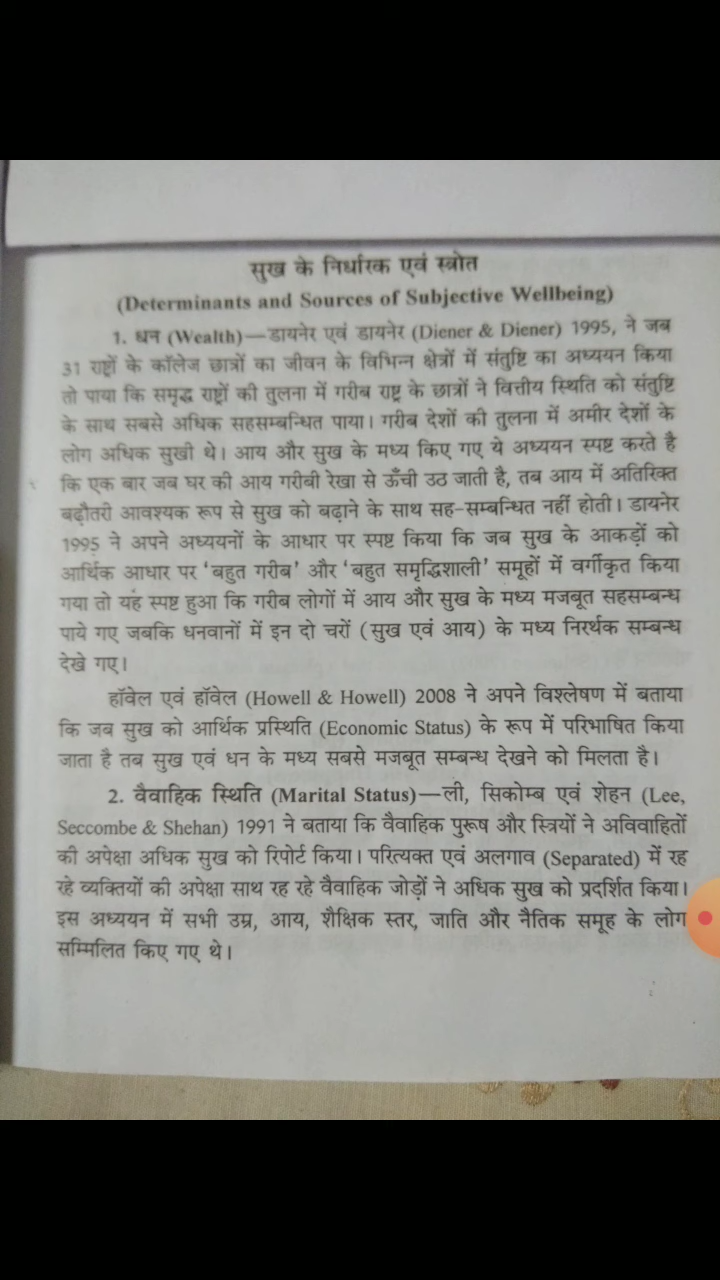 सुख के निर्धारक एवं स्त्रोत
(Determinants and Sources of Subjective Wellbeing)
1. धन (Wealth)—डायनेर एवं डायनेर (Diener & Diener) 1995, ने जब
31 राष्ट्रों के कॉलेज छात्रों का जीवन के विभिन्न क्षेत्रों में संतुष्टि का अध्ययन किया
तो पाया कि समृद्ध राष्ट्रों की तुलना में गरीब राष्ट्र के छात्रों ने वित्तीय स्थिति को संतुष्टि
के साथ सबसे अधिक सहसम्बन्धित पाया। गरीब देशों की तुलना में अमीर देशों के
लोग अधिक सुखी थे। आय और सुख के मध्य किए गए ये अध्ययन स्पष्ट करते है
कि एक बार जब घर की आय गरीबी रेखा से ऊँची उठ जाती है, तब आय में अतिरिक्त
बढ़ौतरी आवश्यक रूप से सुख को बढ़ाने के साथ सह-सम्बन्धित नहीं होती। डायनेर
1995 ने अपने अध्ययनों के आधार पर स्पष्ट किया कि जब सुख के आकड़ों को
आर्थिक आधार पर 'बहुत गरीब' और 'बहुत समृद्धिशाली' समूहों में वर्गीकृत किया
गया तो यह स्पष्ट हुआ कि गरीब लोगों में आय और सुख के मध्य मजबूत सहसम्बन्ध
पाये गए जबकि धनवानों में इन दो चरों (सुख एवं आय) के मध्य निरर्थक सम्बन्ध
देखे गए।
हॉवेल एवं हॉवेल (Howell & Howell) 2008 ने अपने विश्लेषण में बताया
कि जब सुख को आर्थिक प्रस्थिति (Economic Status) के रूप में परिभाषित किया
जाता है तब सुख एवं धन के मध्य सबसे मजबूत सम्बन्ध देखने को मिलता है।
2. वैवाहिक स्थिति (Marital Status)—ली, सिकोम्ब एवं शेहन (Lee,
Seccombe & Shehan) 1991 ने बताया कि वैवाहिक पुरूष और स्त्रियों ने अविवाहितों
की अपेक्षा अधिक सुख को रिपोर्ट किया। परित्यक्त एवं अलगाव (Separated) में रह
रहे व्यक्तियों की अपेक्षा साथ रह रहे वैवाहिक जोड़ों ने अधिक सुख को प्रदर्शित किया।
इस अध्ययन में सभी उम्र, आय, शैक्षिक स्तर, जाति और नैतिक समूह के लोग
सम्मिलित किए गए थे।